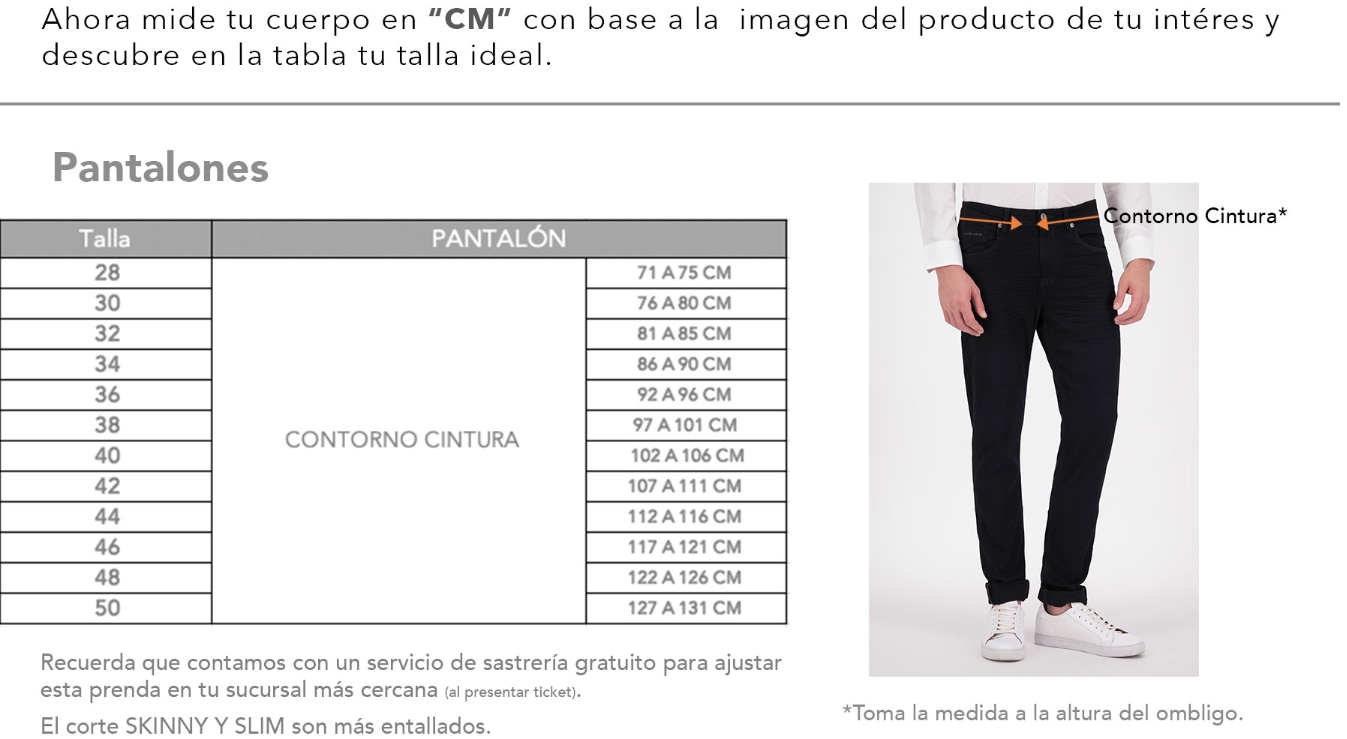 Ahora mide tu cuerpo en “CM” con base a la imagen del producto de tu intéres y
descubre en la tabla tu talla ideal.
Pantalones
Talla PANTALÓN
28 71 A 75 CM
30 76 A 80 CM
32 81 A 85 CM
34 86 A 90 CM
36 92 A 96 CM
38 97 A 101 CM
CONTORNO CINTURA
40 102 A 106 CM
42 107 A 111 CM
44 112 A 116 CM
46 117 A 121 CM
48 122 A 126 CM
50 127 A 131 CM
Contorno Cintura*
Recuerda que contamos con un servicio de sastrería gratuito para ajustar
esta prenda en tu sucursal más cercana (al presentar ticket).
El corte SKINNY Y SLIM son más entallados.
*Toma la medida a la altura del ombligo.